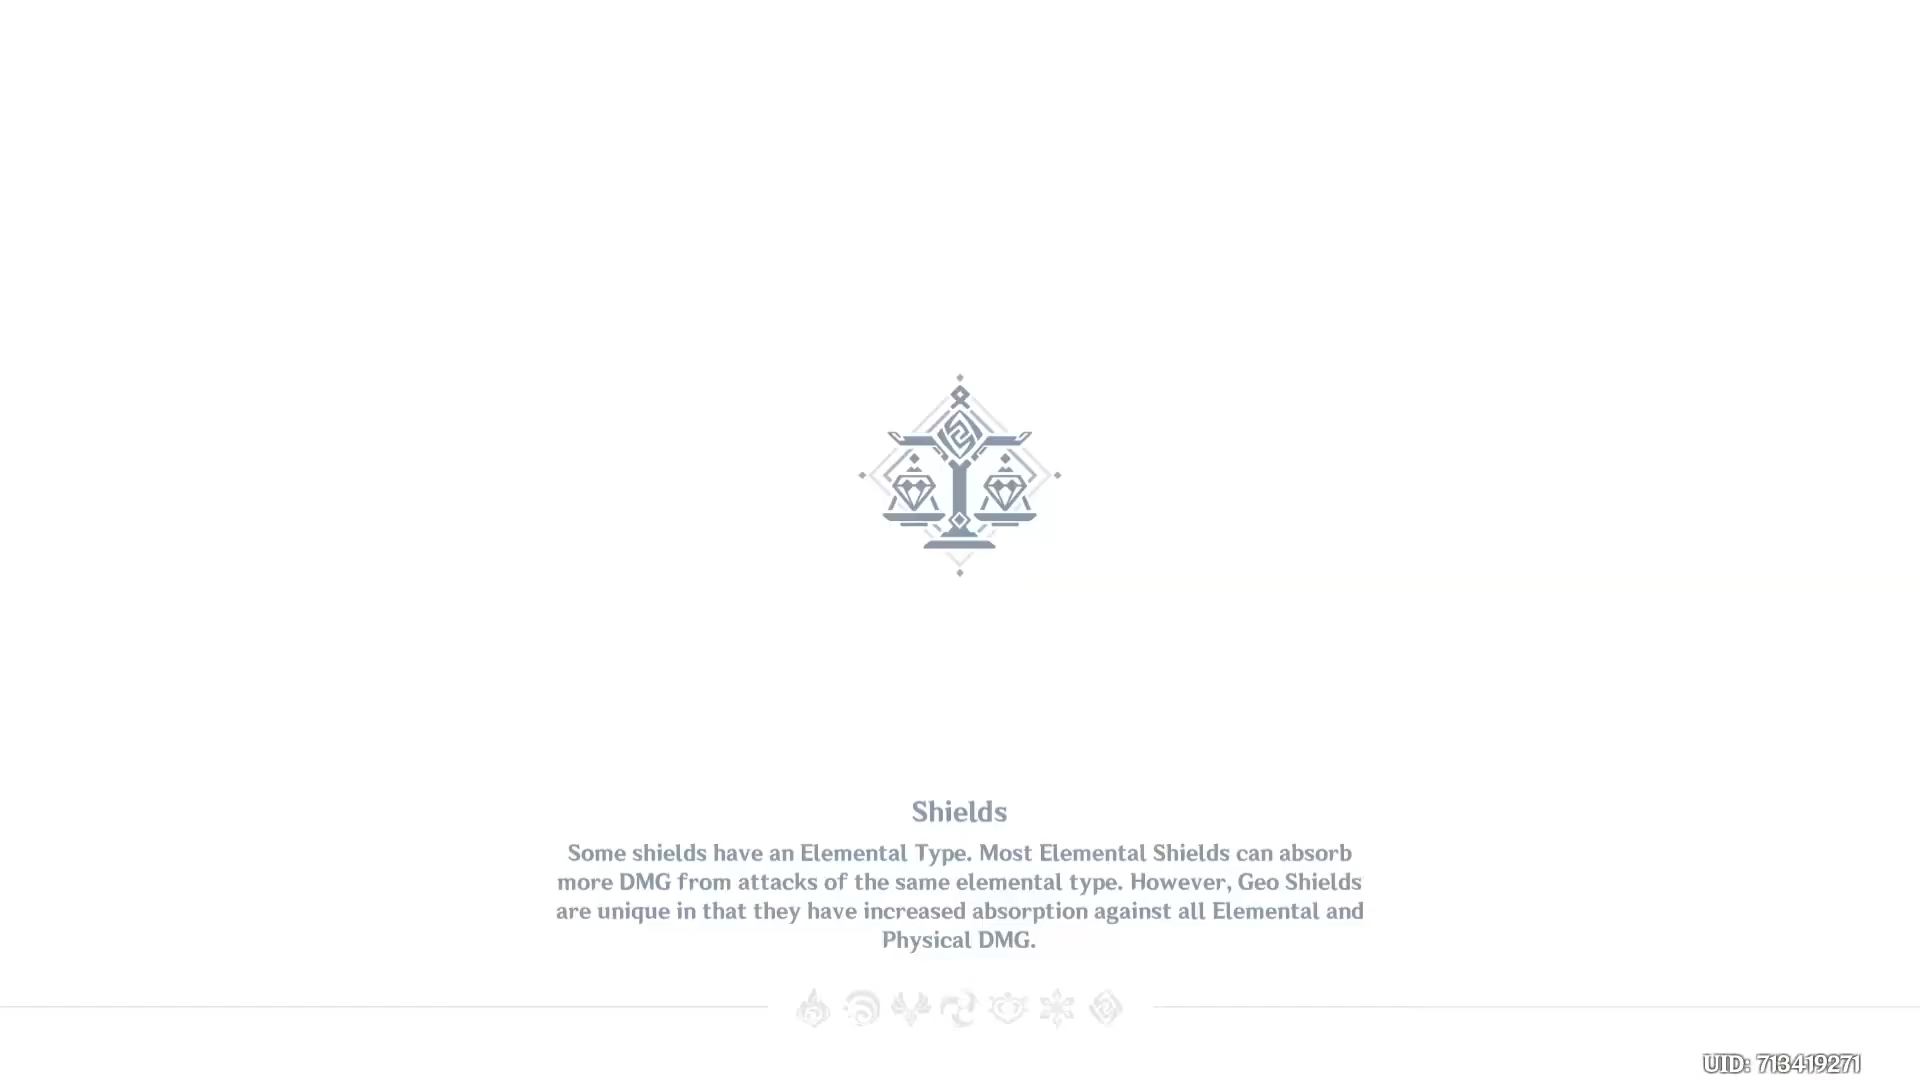 Shields
Some shields have an Elemental Type. Most Elemental Shields can absorb
more DMG from attacks of the same elemental type. However, Geo Shields
are unique in that they have increased absorption against all Elemental and
Physical DMG.
UID: 713419271